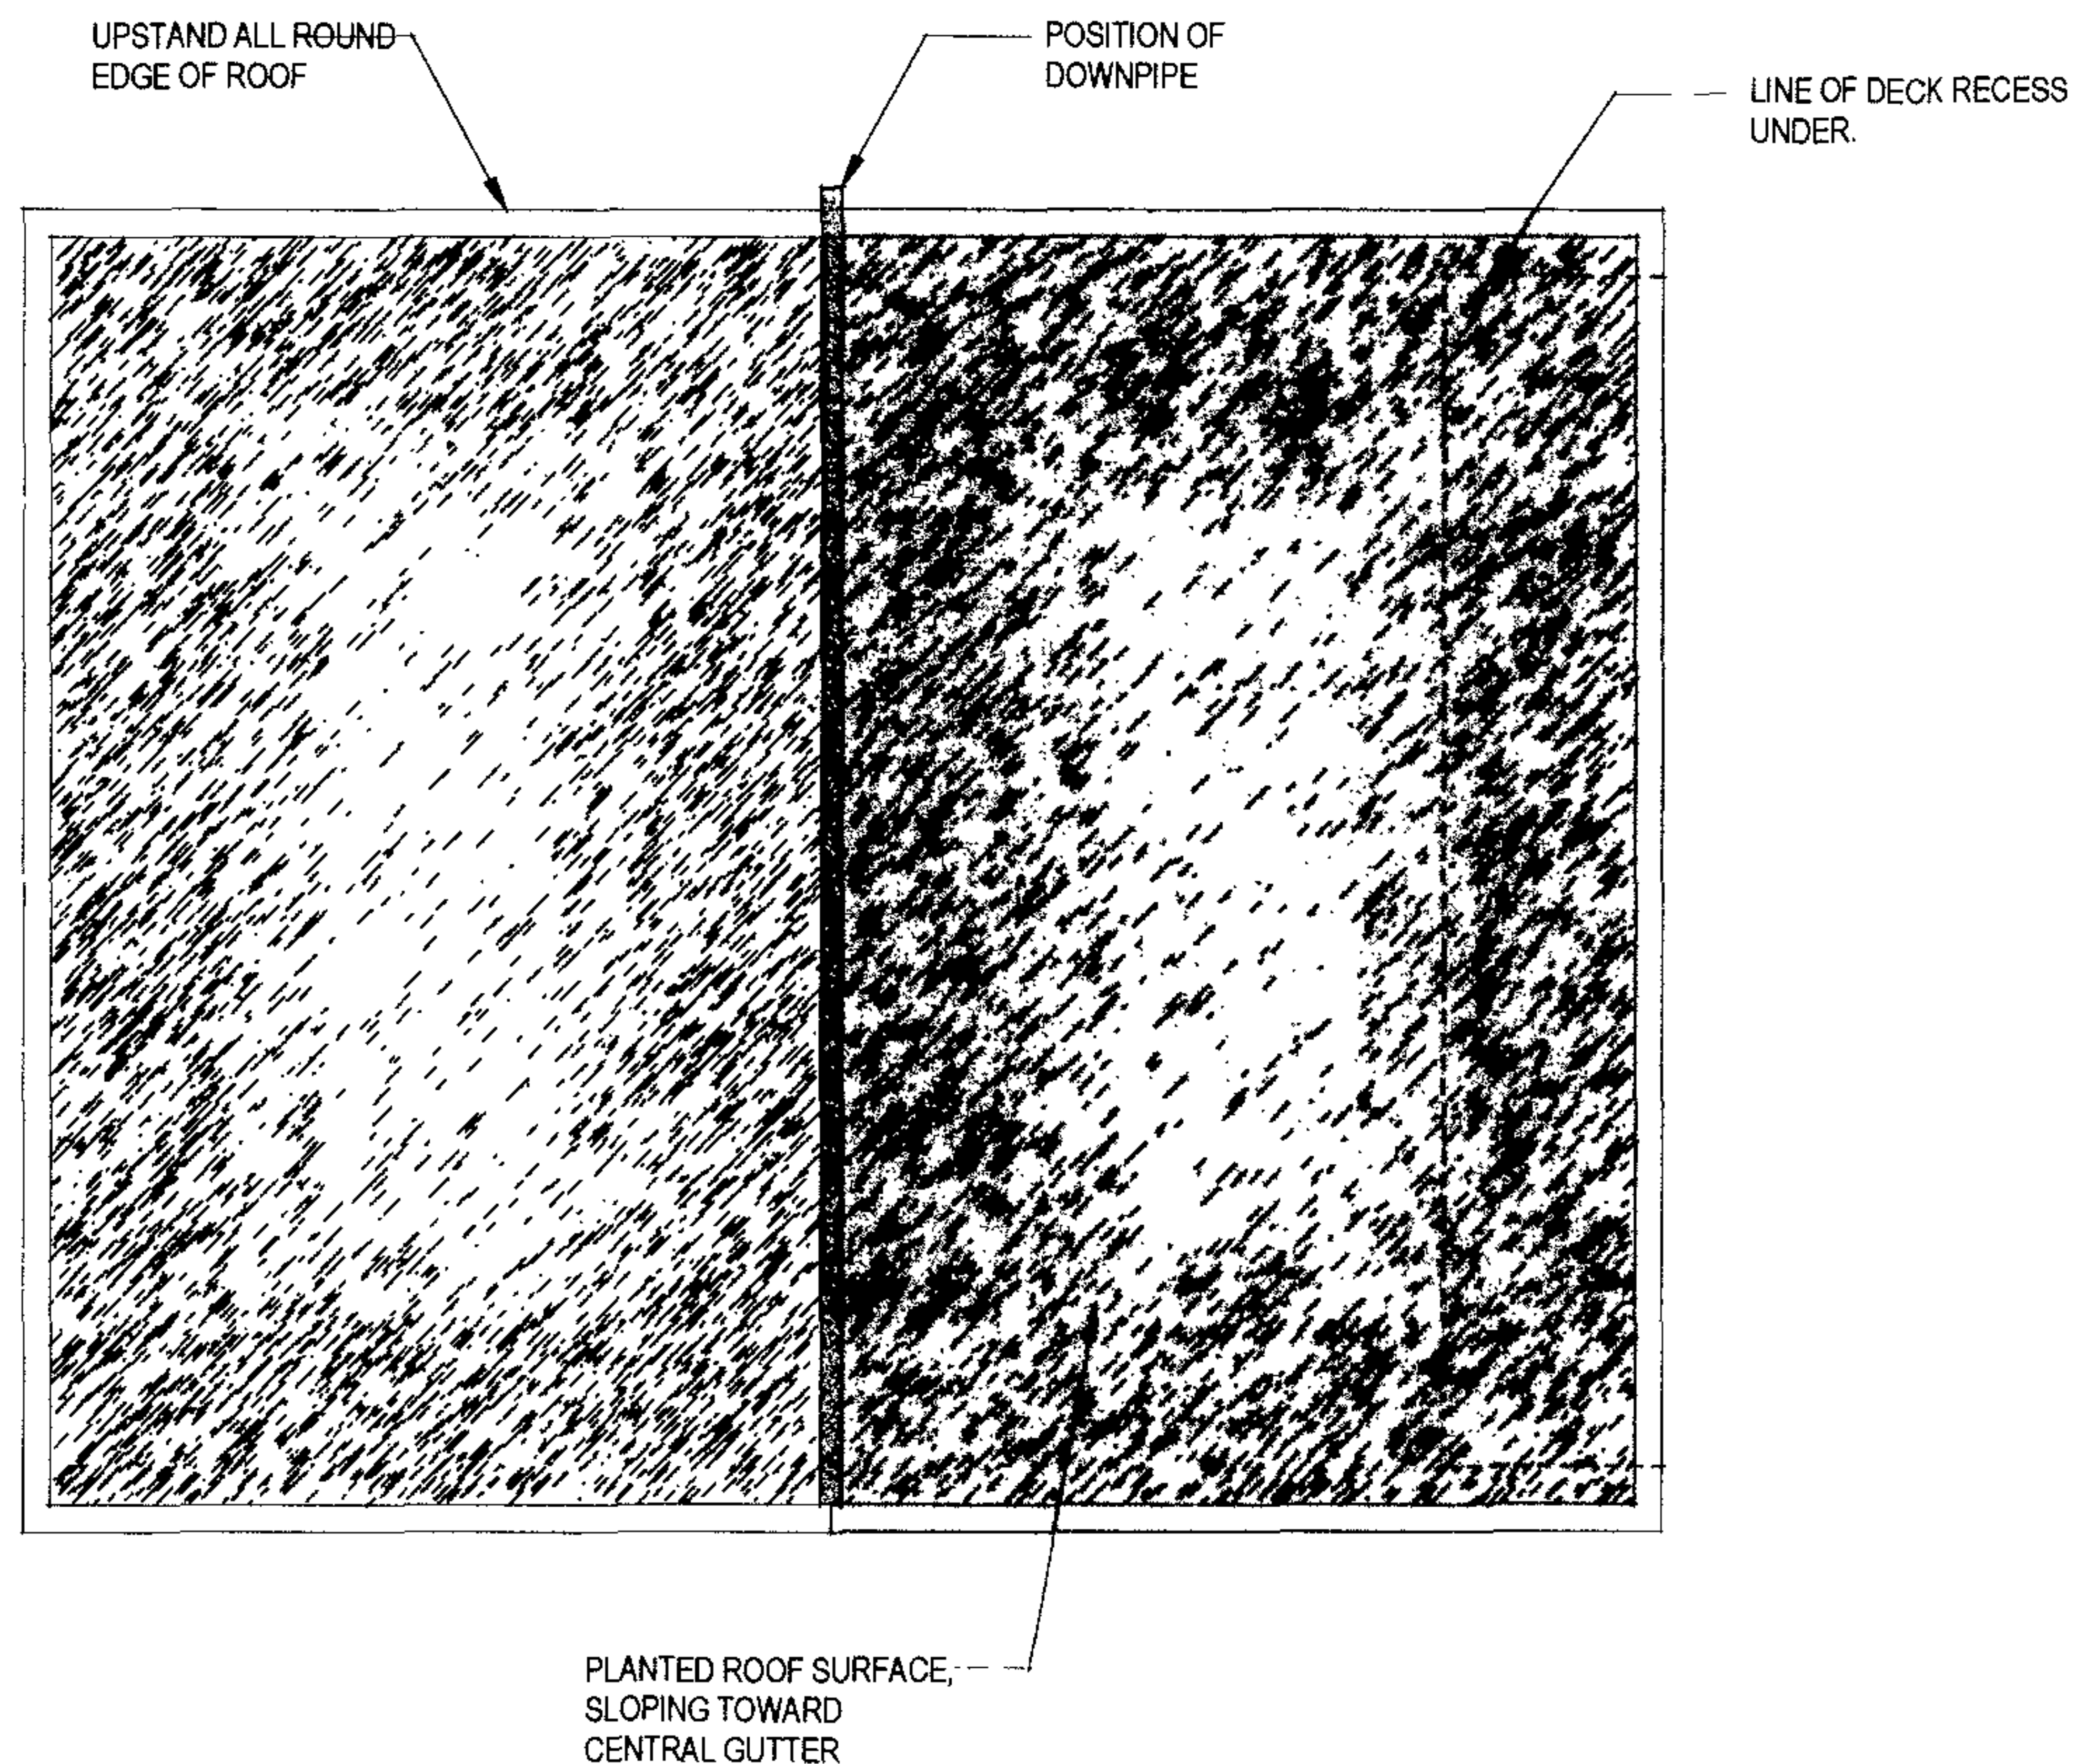 UPSTAND ALL ROUND
EDGE OF ROOF
POSITION OF
DOWNPIPE
LINE OF DECK RECESS
UNDER.
PLANTED ROOF SURFACE,
SLOPING TOWARD
CENTRAL GUTTER